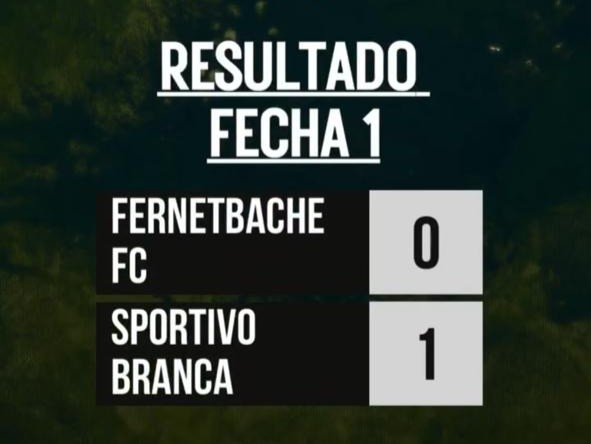 RESULTADO
FECHA 1
FERNETBACHE
FC
0
SPORTIVO
BRANCA
1